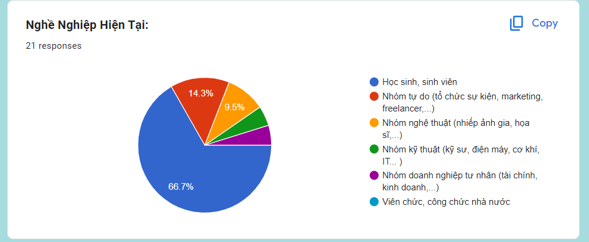 Nghề Nghiệp Hiện Tại:
Copy
21 responses
14.3%
9.5%
66.7%
Học sinh, sinh viên
Nhóm tự do (tổ chức sự kiện, marketing,
freelancer,...)
Nhóm nghệ thuật (nhiếp ảnh gia, họa
sĩ,...)
Nhóm kỹ thuật (kỹ sư, điện máy, cơ khí,
IT... )
Nhóm doanh nghiệp tư nhân (tài chính,
kinh doanh,...)
Viên chức, công chức nhà nước